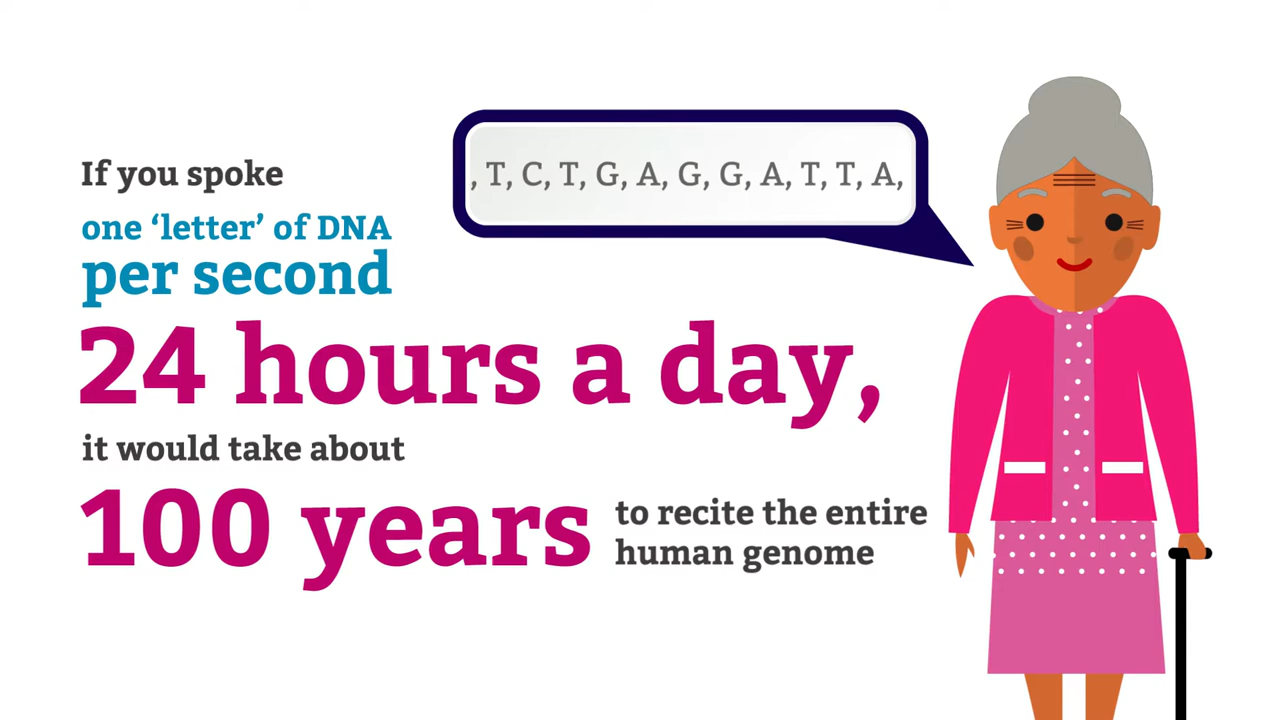 If you spoke
one ‘letter’ of DNA
per second
, T, C, T, G, A, G, G, A, T, T, A,
24 hours a day,
it would take about
100 years
to recite the entire
human genome